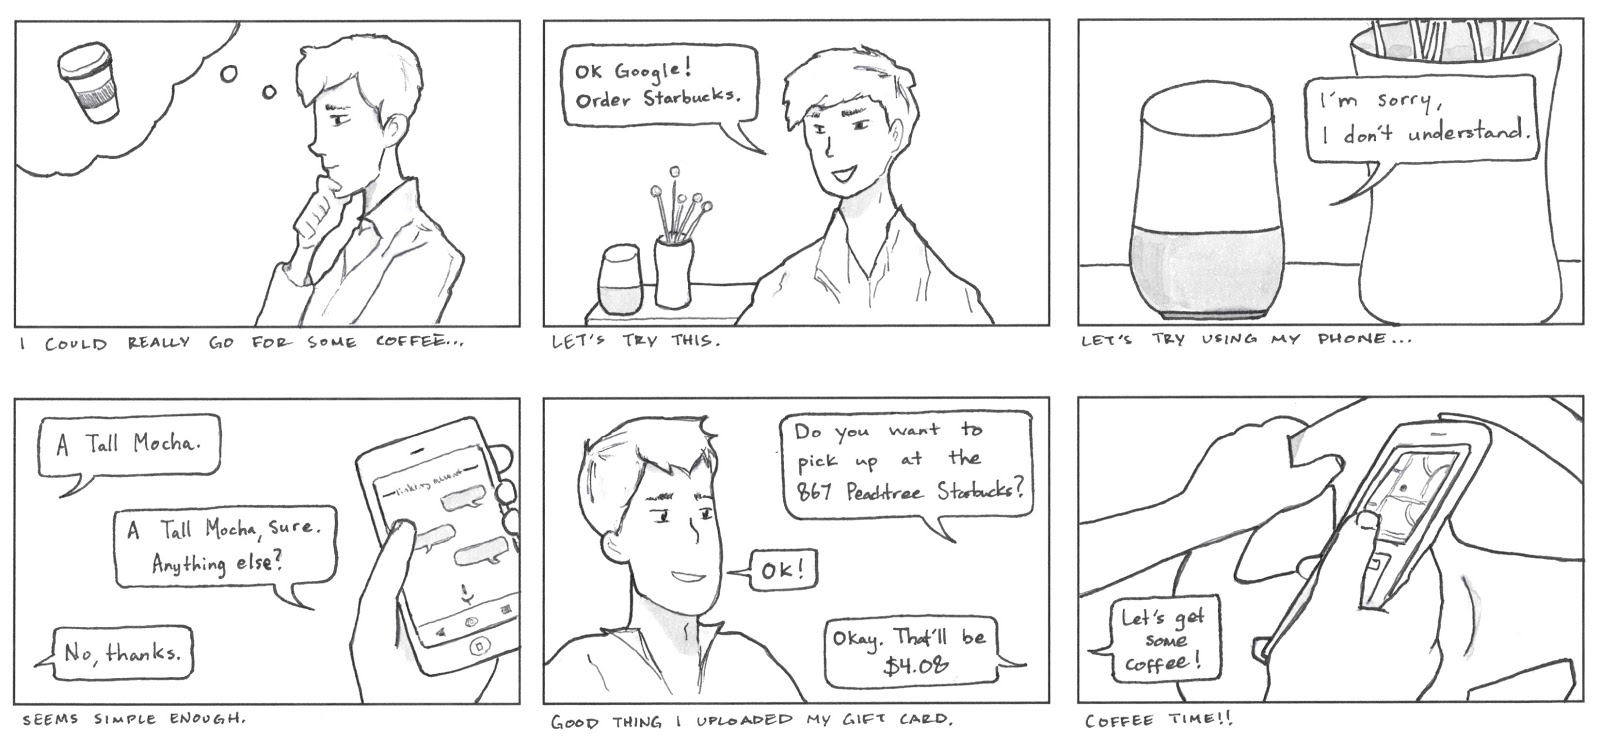 OK Google!
Order Starbucks.
I'm sorry,
I don't understand.
I COULD REALLY GO FOR SOME COFFEE...
LET'S TRY THIS.
LET'S TRY USING MY PHONE...
A Tall Mocha.
A Tall Mocha, Sure.
Anything else?
No, thanks.
Do you want to
pick up at the
867 Peachtree Starbucks?
Ok!
Okay. That'll be
$4.08
Let's get
some
coffee!
SEEMS SIMPLE ENOUGH.
GOOD THING I UPLOADED MY GIFT CARD.
COFFEE TIME!!